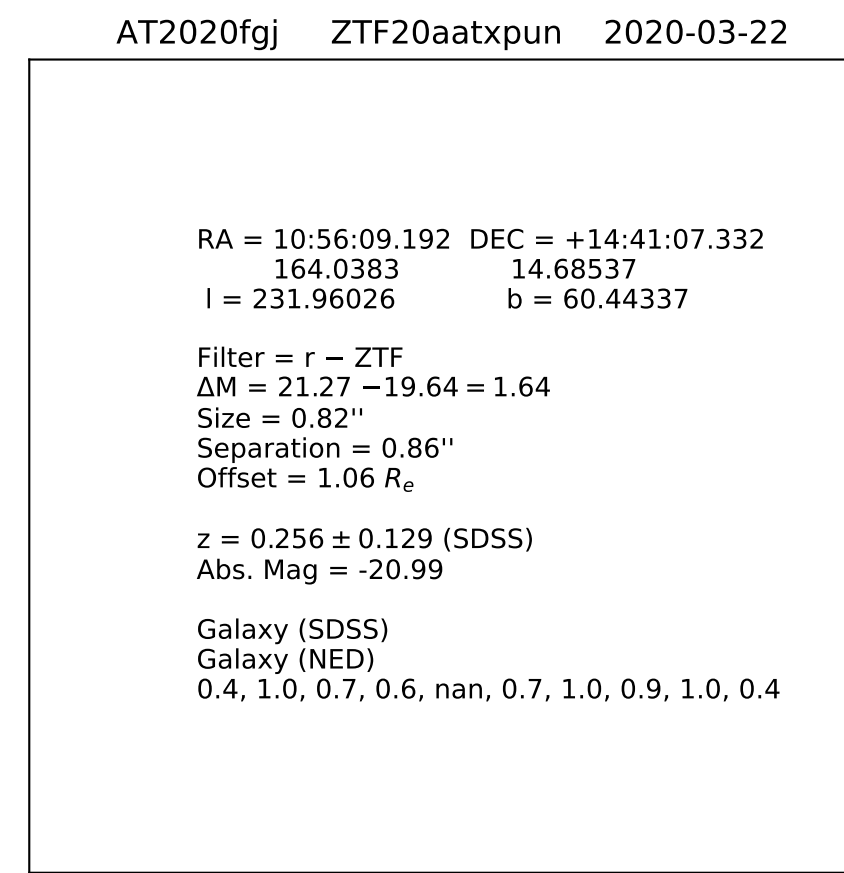 AT2020fgj ZTF20aatxpun 2020-03-22
RA = 10:56:09.192 DEC = +14:41:07.332
164.0383 14.68537
l = 231.96026 b = 60.44337
Filter = r − ZTF
ΔM = 21.27 −19.64 = 1.64
Size = 0.82''
Separation = 0.86''
Offset = 1.06 Re
z = 0.256 ± 0.129 (SDSS)
Abs. Mag = -20.99
Galaxy (SDSS)
Galaxy (NED)
0.4, 1.0, 0.7, 0.6, nan, 0.7, 1.0, 0.9, 1.0, 0.4